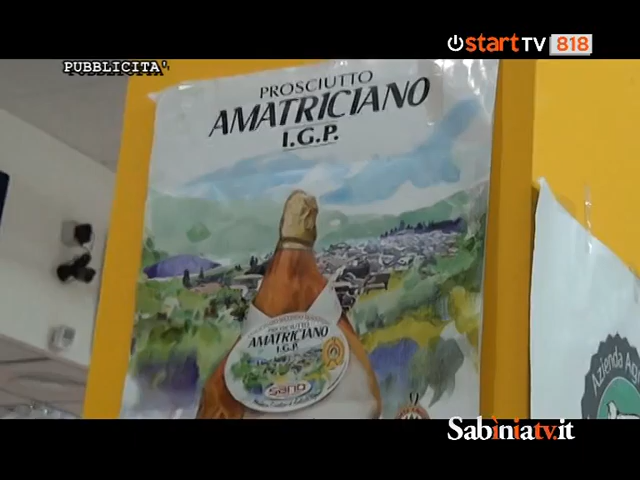 startTV 818
PUBBLICITA'
PROSCIUTTO
AMATRICIANO
I.G.P.
PROSCIUTTO
AMATRICIANO
I.G.P.
sano
Azienda
Sabiniatv.it